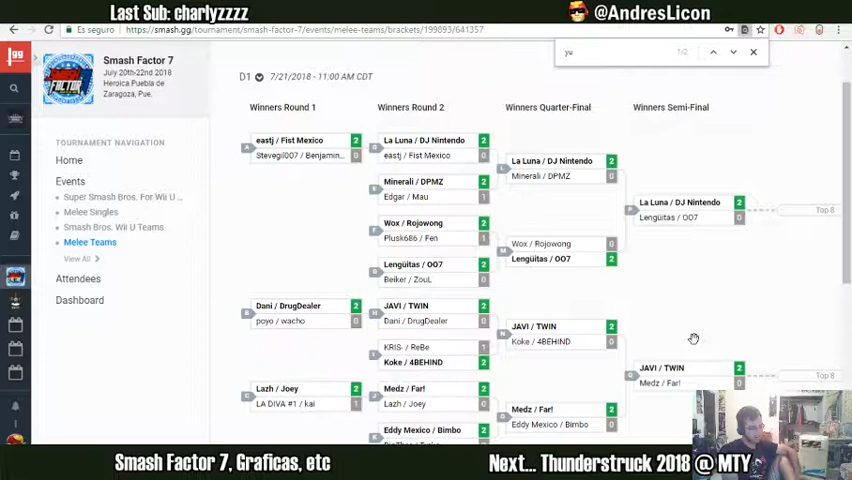 Last Sub: charlyzzzz
@AndresLicon
Es seguro
https://smash.gg/tournament/smash-factor-7/events/melee-teams/brackets/199893/641357
.gg
yu
1/2
SMASH FACTOR
Smash Factor 7
July 20th-22nd 2018
Heroica Puebla de
Zaragoza, Pue.
TOURNAMENT NAVIGATION
Home
Events
Super Smash Bros. For Wii U ...
Melee Singles
Smash Bros. For Wii U Teams
Melee Teams
View All
Attendees
Dashboard
D1
7/21/2018 - 11:00 AM CDT
Winners Round 1
Winners Round 2
Winners Quarter-Final
Winners Semi-Final
A
eastj / Fist Mexico 2
Stevegil007 / Benjamin... 0
B
Dani / DrugDealer 2
poyo / wacho 0
C
Lazh / Joey 2
LA DIVA #1 / kai 1
La Luna / DJ Nintendo 2
eastj / Fist Mexico 0
E
Minerali / DPMZ 2
Edgar / Mau 1
F
Wox / Rojowong 2
Plusk686 / Fen 1
G
Lengüitas / OO7 2
Beiker / ZouL 0
H
JAVI / TWIN 2
Dani / DrugDealer 0
I
KRIS- / ReBe 1
Koke / 4BEHIND 2
J
Medz / Far! 2
Lazh / Joey 0
K
Eddy Mexico / Bimbo 2
L
La Luna / DJ Nintendo 2
Minerali / DPMZ 0
M
Wox / Rojowong 0
Lengüitas / OO7 2
N
JAVI / TWIN 2
Koke / 4BEHIND 0
O
Medz / Far! 2
Eddy Mexico / Bimbo 0
P
La Luna / DJ Nintendo 2
Lengüitas / OO7 0
Top 8
Q
JAVI / TWIN 2
Medz / Far! 0
Top 8
Smash Factor 7, Graficas, etc
Next... Thunderstruck 2018 @ MTY